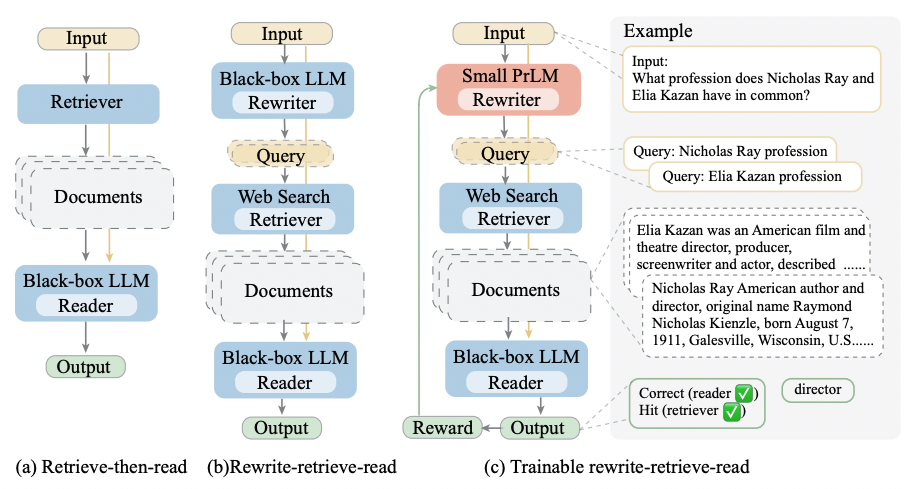 Input
Retriever
Documents
Black-box LLM
Reader
Output
(a) Retrieve-then-read
Input
Black-box LLM
Rewriter
Query
Web Search
Retriever
Documents
Black-box LLM
Reader
Output
(b)Rewrite-retrieve-read
Input
Small PrLM
Rewriter
Query
Web Search
Retriever
Documents
Black-box LLM
Reader
Reward
Output
(c) Trainable rewrite-retrieve-read
Example
Input:
What profession does Nicholas Ray and
Elia Kazan have in common?
Query: Nicholas Ray profession
Query: Elia Kazan profession
Elia Kazan was an American film and
theatre director, producer,
screenwriter and actor, described ......
Nicholas Ray American author and
director, original name Raymond
Nicholas Kienzle, born August 7,
1911, Galesville, Wisconsin, U.S......
Correct (reader ✅)
Hit (retriever ✅)
director